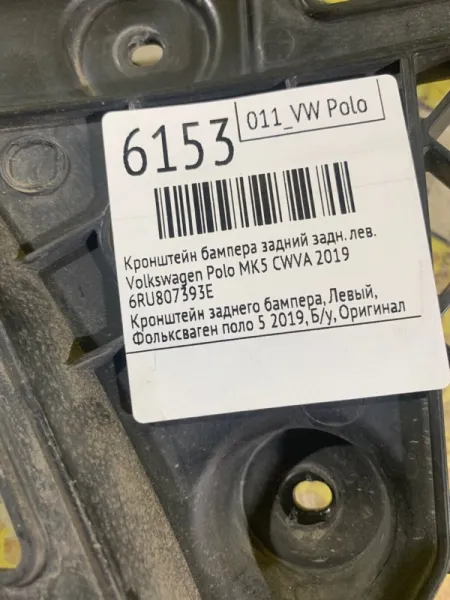 6153
011_VW Polo
Кронштейн бампера задний задн. лев.
Volkswagen Polo MK5 CWVA 2019
6RU807393E
Кронштейн заднего бампера, Левый,
Фольксваген поло 5 2019, Б/у, Оригинал